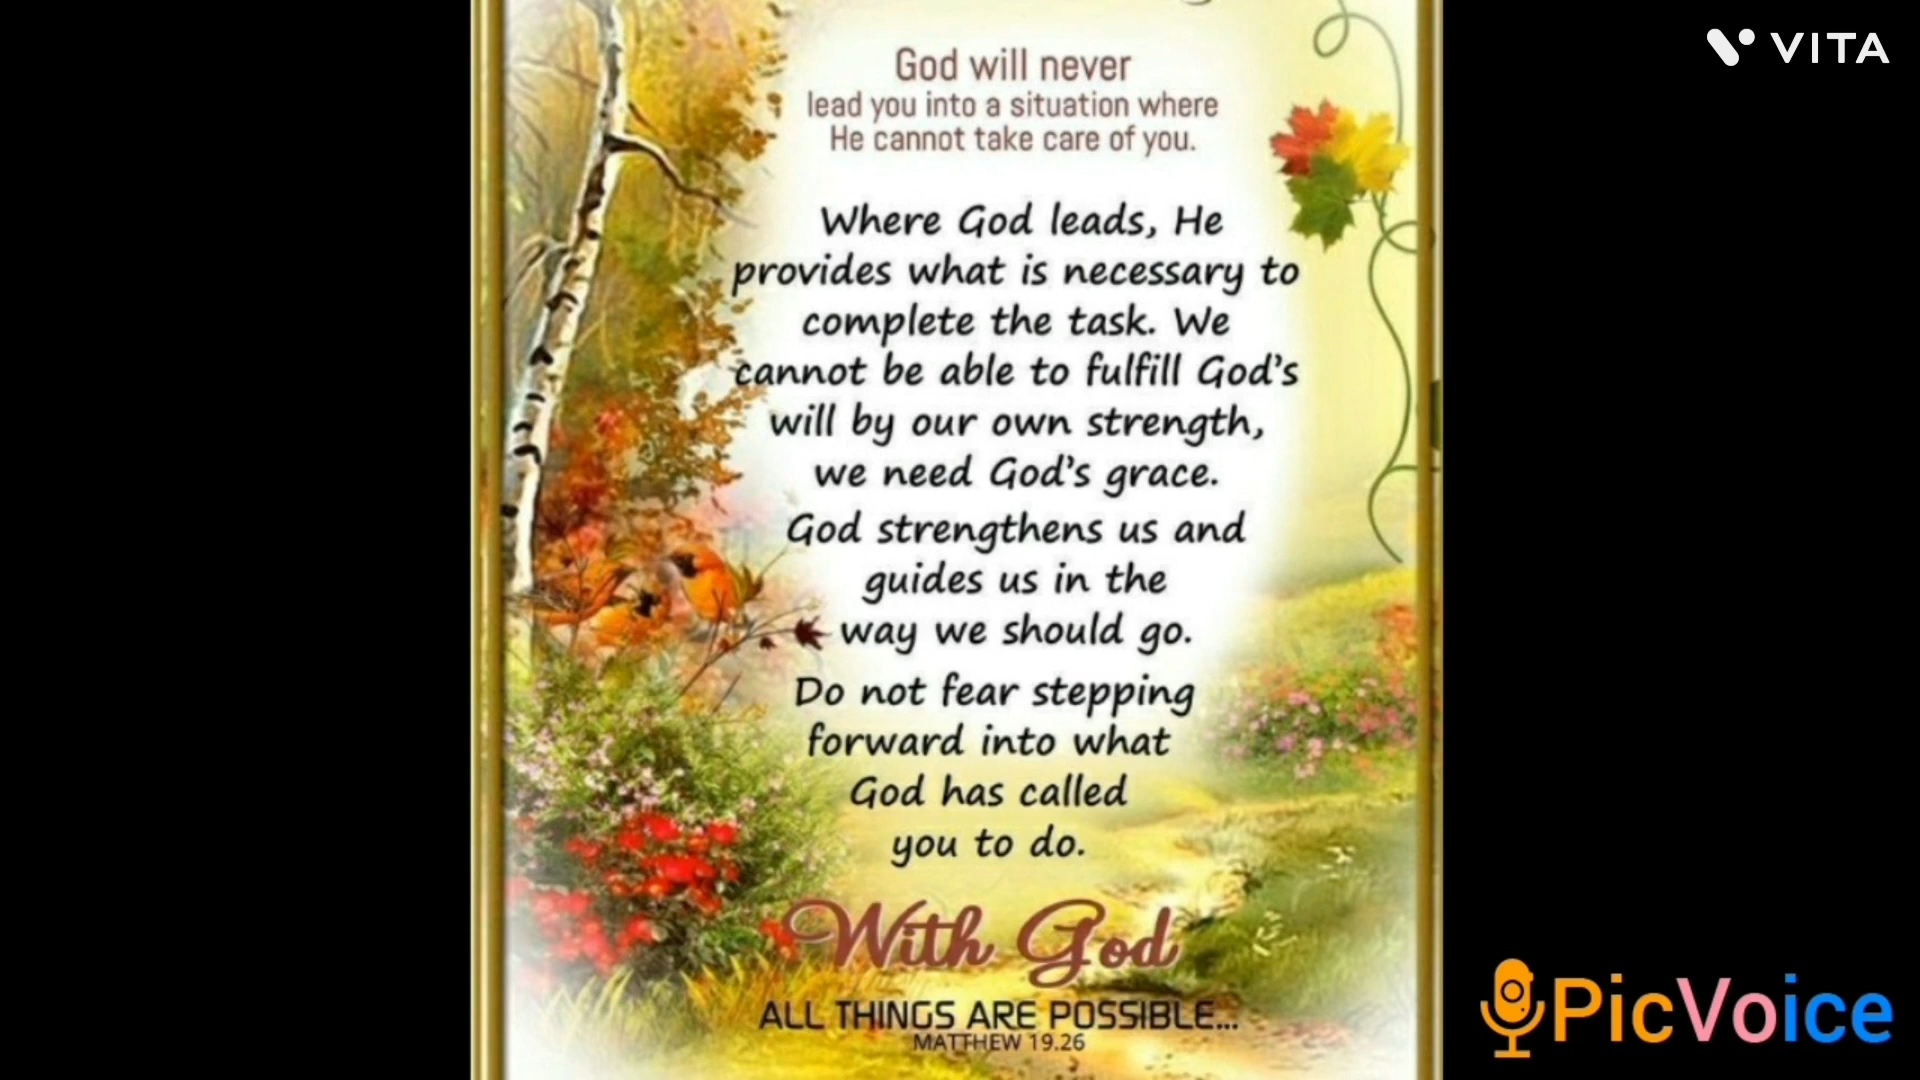 VITA
God will never
lead you into a situation where
He cannot take care of you.
Where God leads, He
provides what is necessary to
complete the task. We
cannot be able to fulfill God's
will by our own strength,
we need God's grace.
God strengthens us and
guides us in the
way we should go.
Do not fear stepping
forward into what
God has called
you to do.
With God
ALL THINGS ARE POSSIBLE...
MATTHEW 19.26
PicVoice